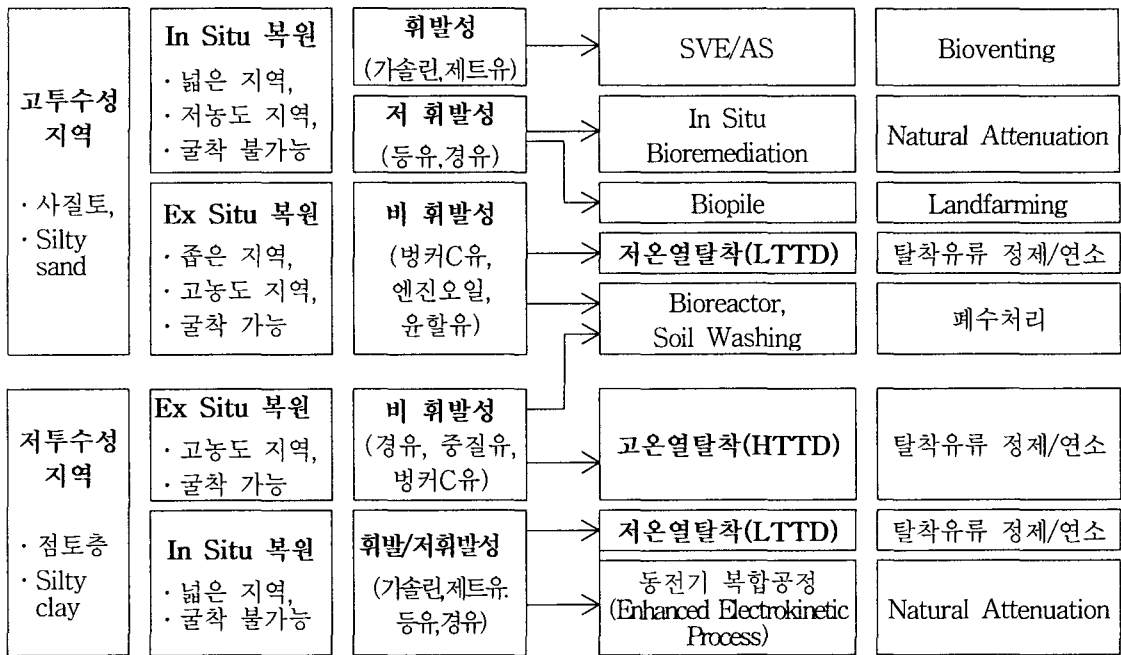 고투수성
지역
· 사질토,
· Silty
sand
In Situ 복원
· 넓은 지역,
· 저농도 지역,
· 굴착 불가능
Ex Situ 복원
· 좁은 지역,
· 고농도 지역,
· 굴착 가능
휘발성
(가솔린,제트유)
저 휘발성
(등유,경유)
비 휘발성
(벙커C유,
엔진오일,
윤할유)
SVE/AS
Bioventing
In Situ
Bioremediation
Natural Attenuation
Biopile
Landfarming
저온열탈착(LTTD)
탈착유류 정제/연소
Bioreactor,
Soil Washing
폐수처리
저투수성
지역
· 점토층
· Silty
clay
Ex Situ 복원
· 고농도 지역,
· 굴착 가능
In Situ 복원
· 넓은 지역,
· 굴착 불가능
비 휘발성
(경유, 중질유,
벙커C유)
휘발/저휘발성
(가솔린,제트유.
등유,경유)
고온열탈착(HTTD)
탈착유류 정제/연소
저온열탈착(LTTD)
탈착유류 정제/연소
동전기 복합공정
(Enhanced Electrokinetic
Process)
Natural Attenuation